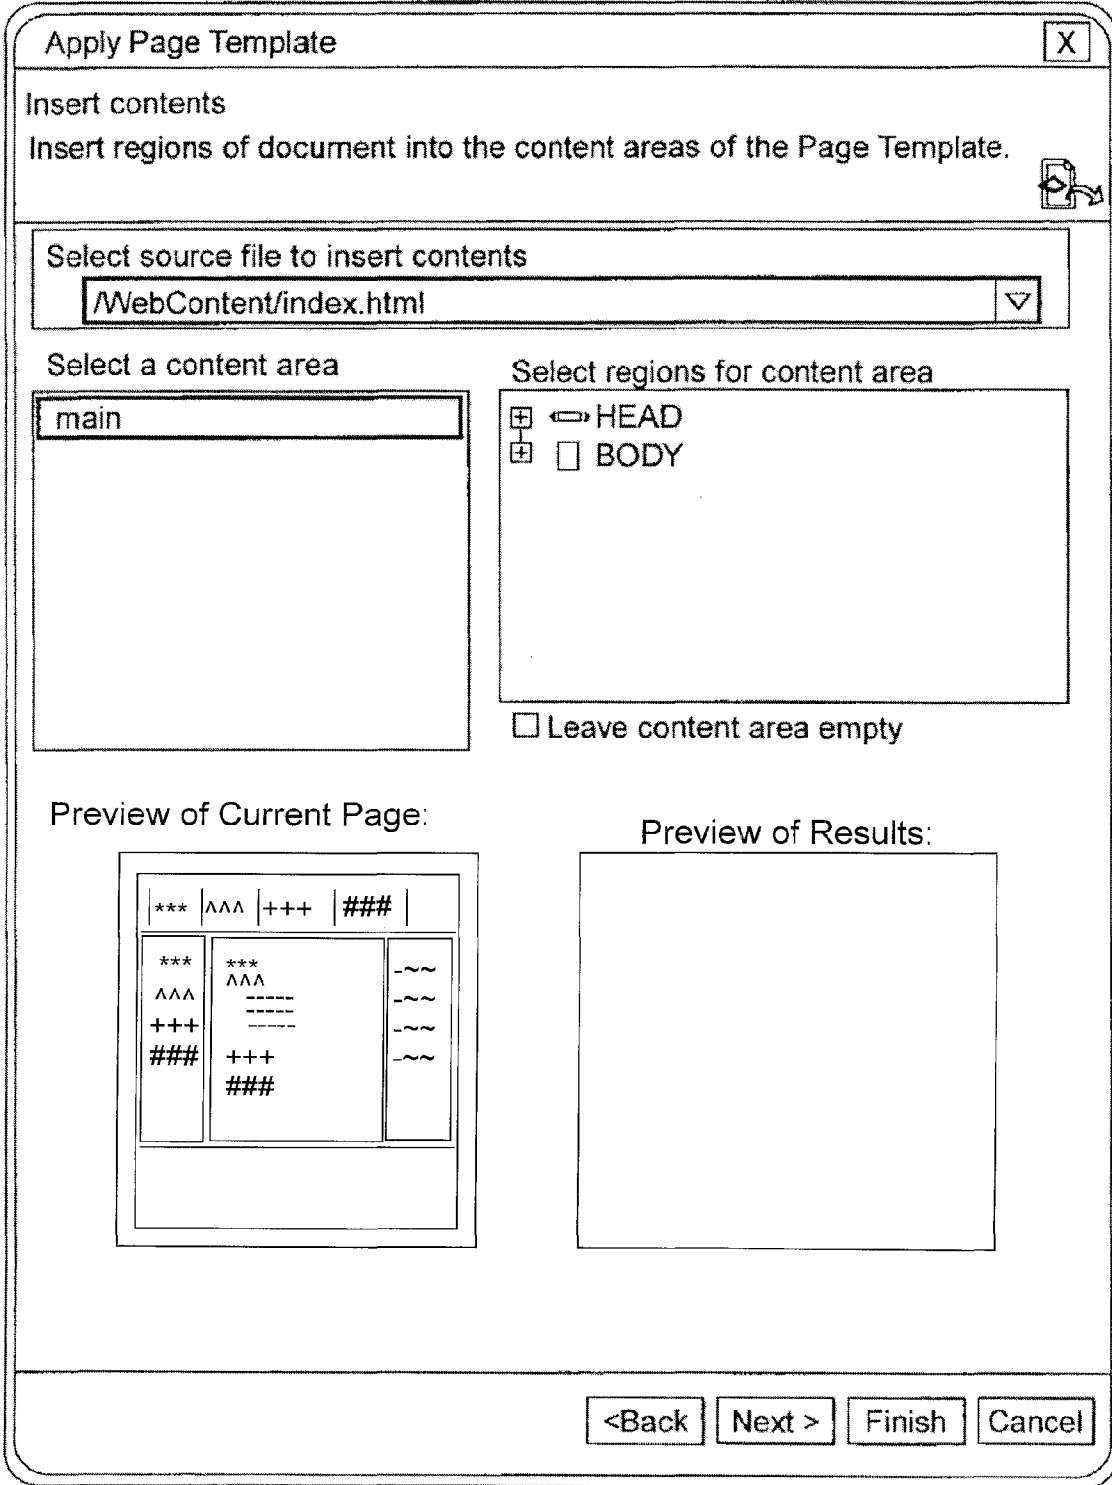 Apply Page Template X
Insert contents
Insert regions of document into the content areas of the Page Template.
Select source file to insert contents
/WebContent/index.html
Select a content area
main
Select regions for content area
HEAD
BODY
Leave content area empty
Preview of Current Page:
*** ^^^ +++ ###
***
^^^
+++
###
***
^^^
-----
-----
-----
+++
###
-~~
-~~
-~~
-~~
Preview of Results:
<Back Next > Finish Cancel